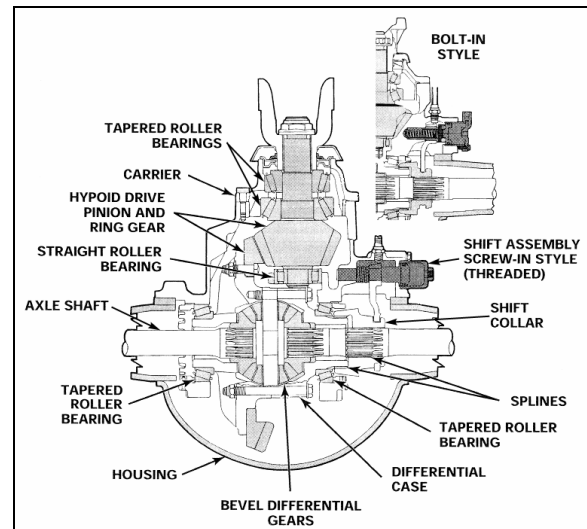 BOLT-IN
STYLE
TAPERED ROLLER
BEARINGS
CARRIER
HYPOID DRIVE
PINION AND
RING GEAR
STRAIGHT ROLLER
BEARING
SHIFT ASSEMBLY
SCREW-IN STYLE
(THREADED)
AXLE SHAFT
SHIFT
COLLAR
SPLINES
TAPERED
ROLLER
BEARING
TAPERED ROLLER
BEARING
HOUSING
DIFFERENTIAL
CASE
BEVEL DIFFERENTIAL
GEARS